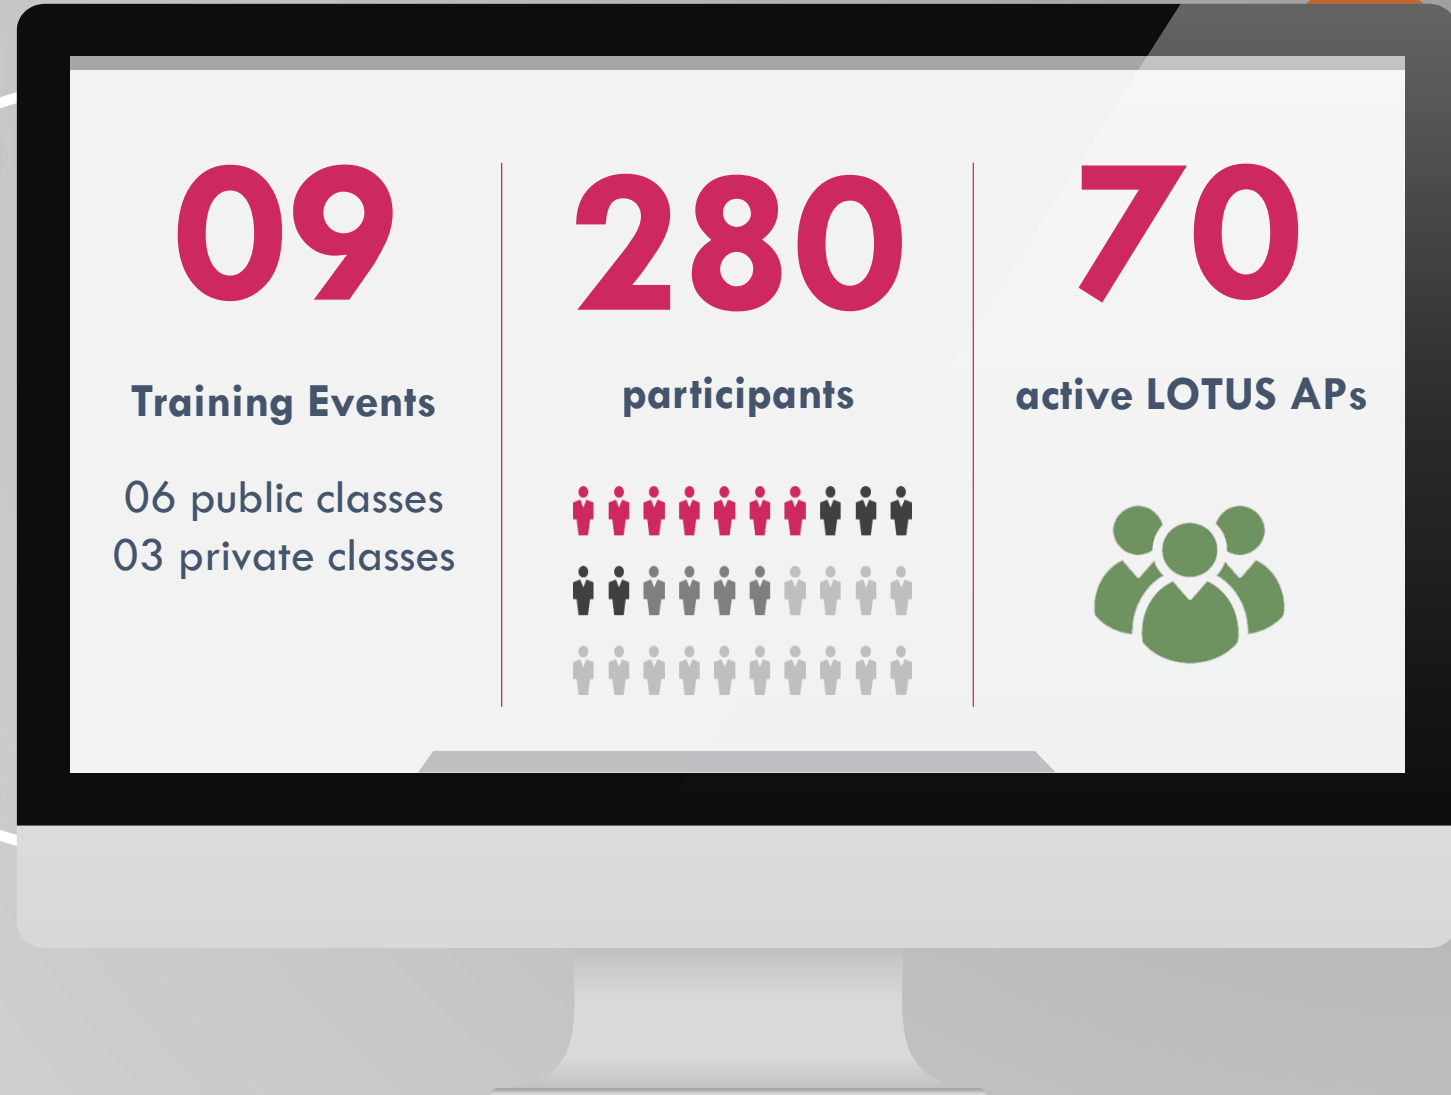 09
Training Events
06 public classes
03 private classes
280
participants
70
active LOTUS APs